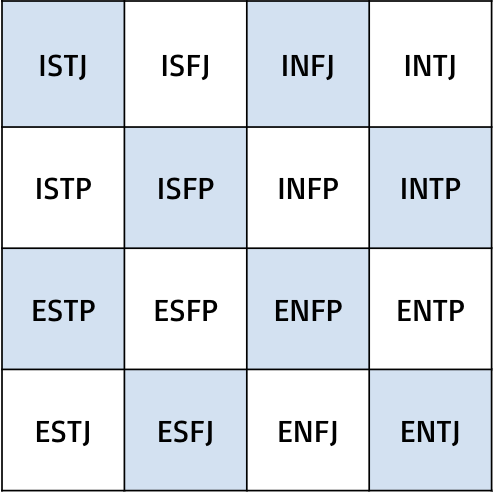 ISTJ ISFJ INFJ INTJ
ISTP ISFP INFP INTP
ESTP ESFP ENFP ENTP
ESTJ ESFJ ENFJ ENTJ